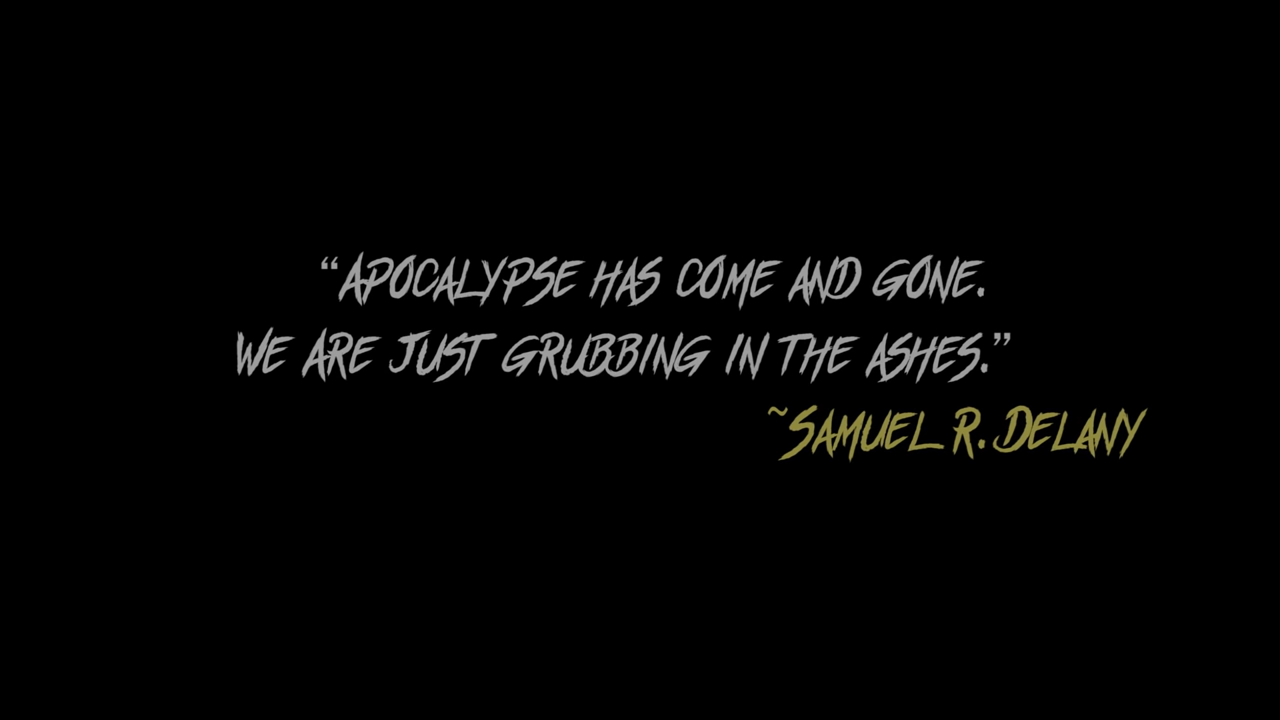 “Apocalypse has come and gone.
We are just grubbing in the ashes.”
~Samuel R. Delany